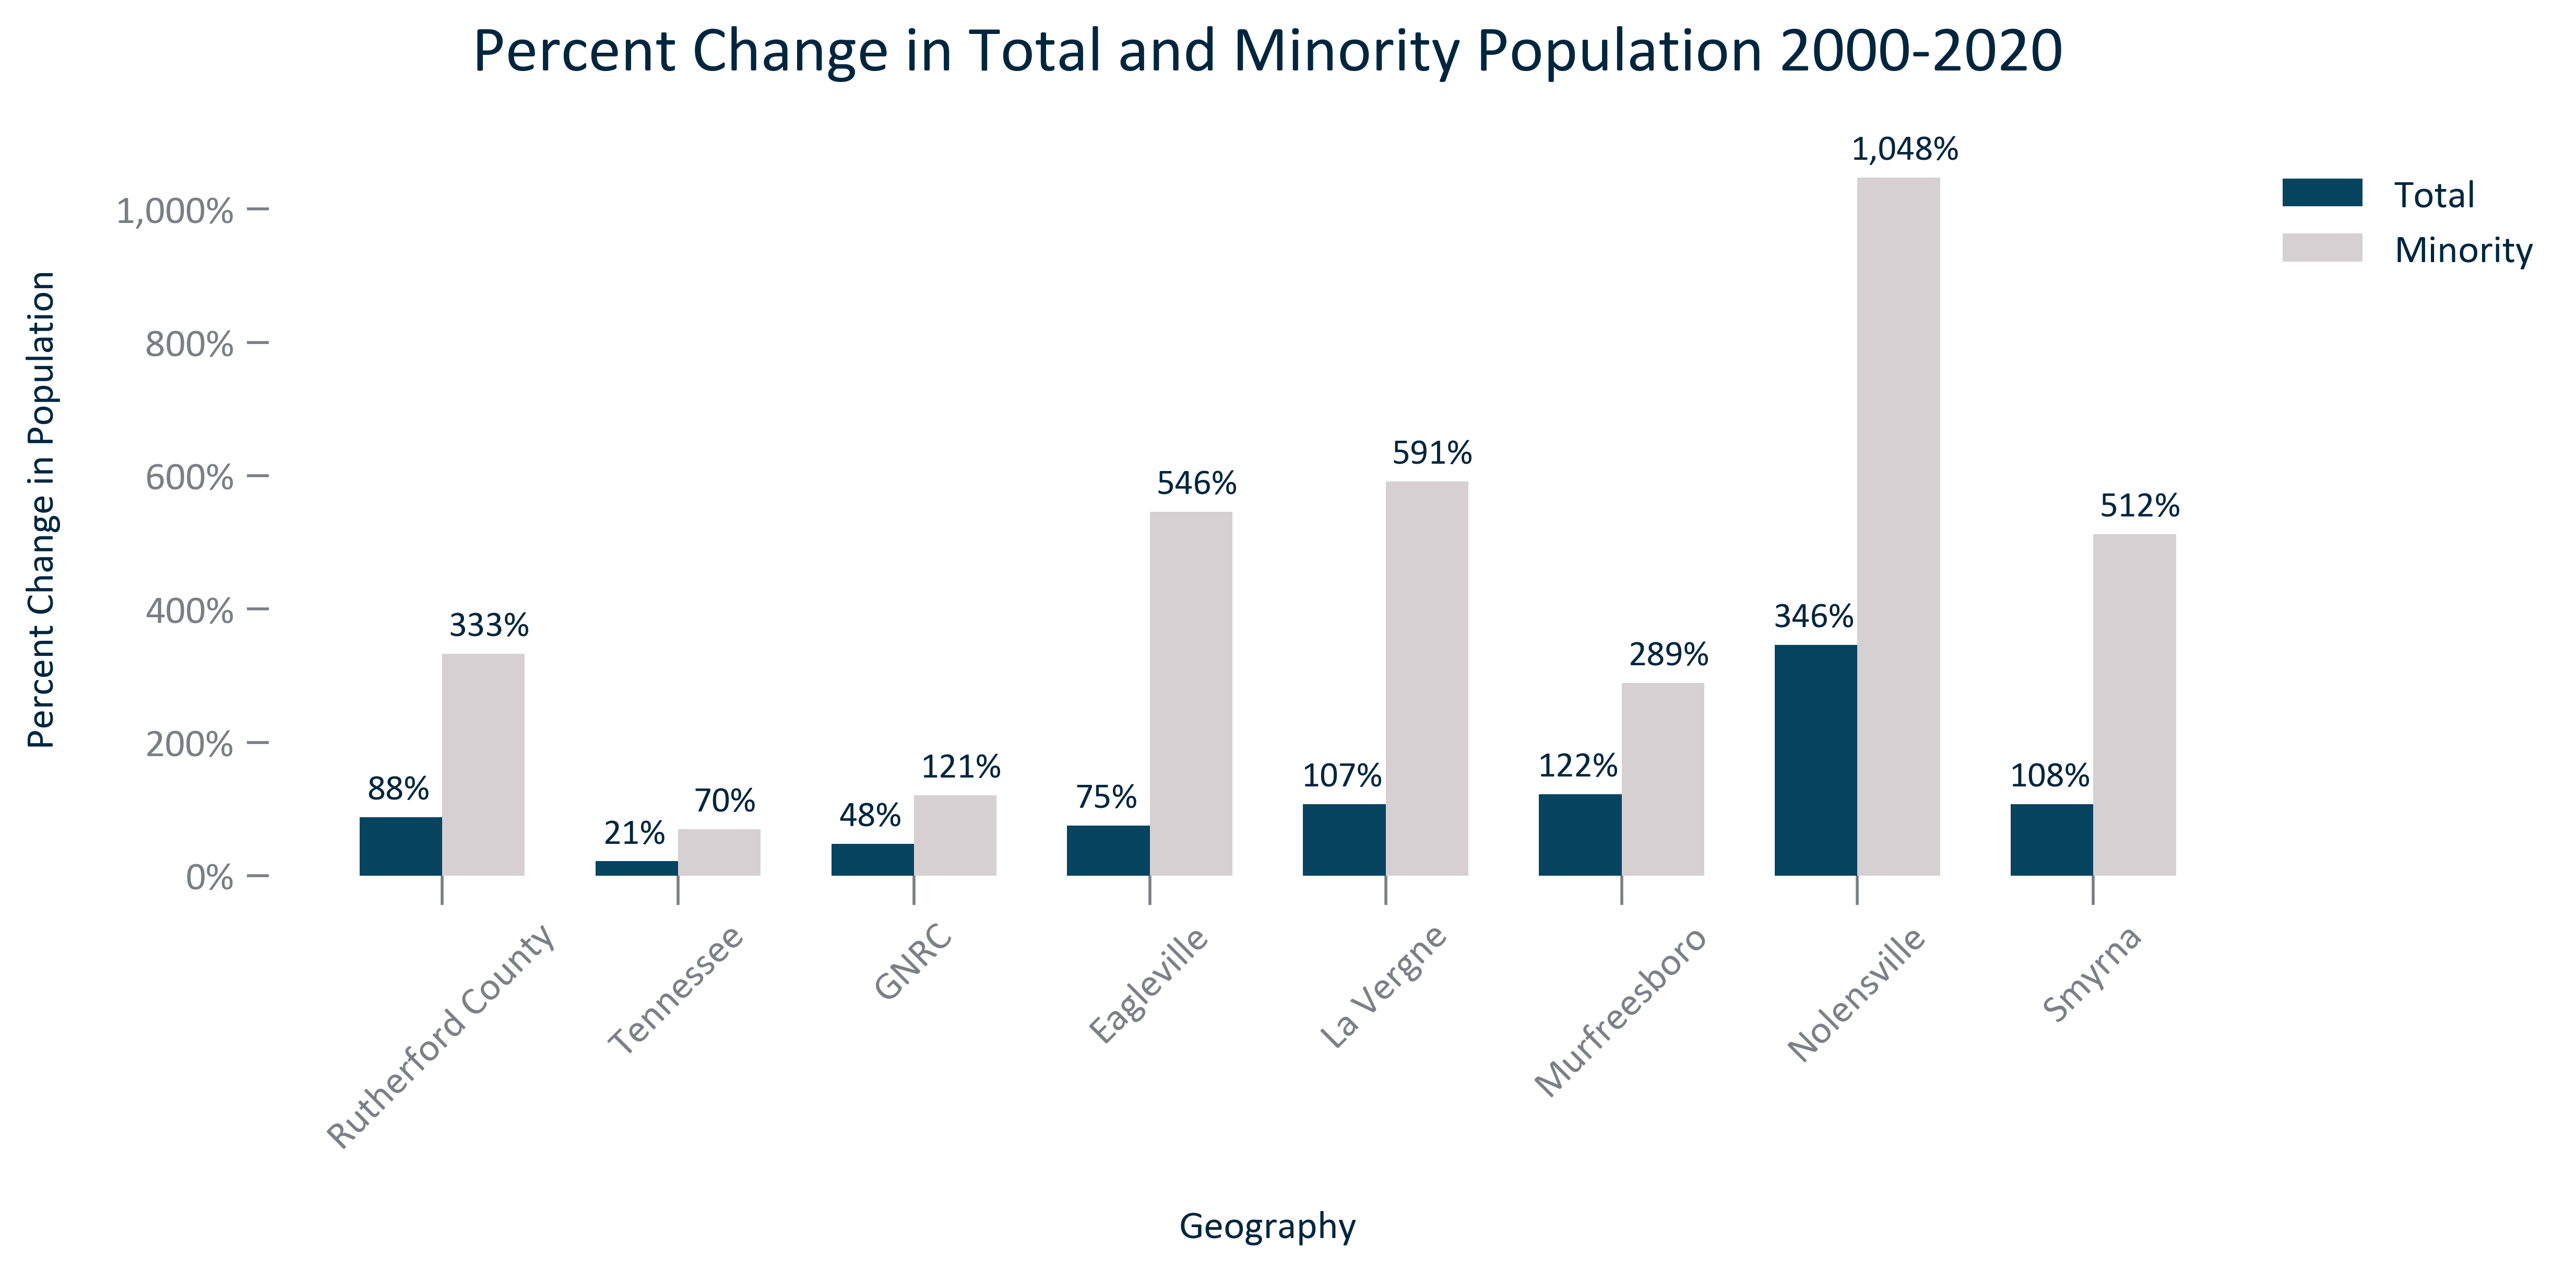 Percent Change in Total and Minority Population 2000-2020
Total
Minority
Percent Change in Population
1,000%
800%
600%
400%
200%
0%
88%
333%
21%
70%
48%
121%
75%
546%
107%
591%
122%
289%
346%
1,048%
108%
512%
Rutherford County
Tennessee
GNRC
Eagleville
La Vergne
Murfreesboro
Nolensville
Smyrna
Geography